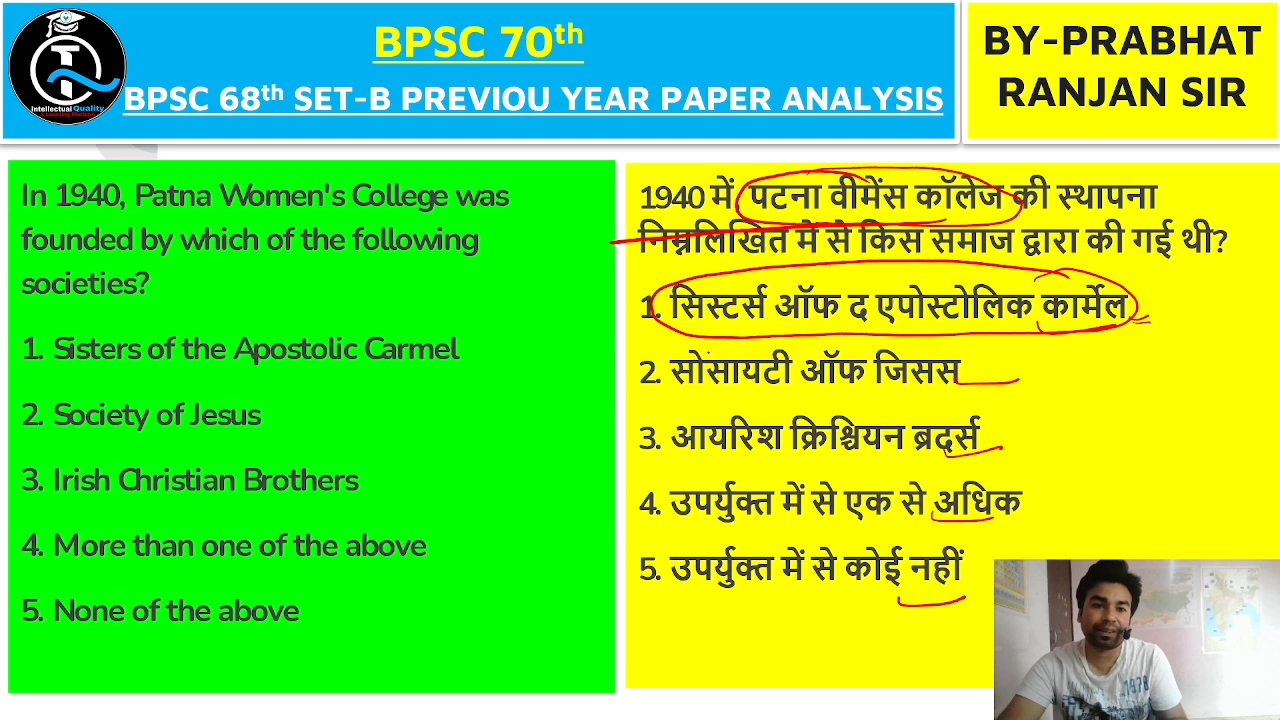 BPSC 70th
BPSC 68th SET-B PREVIOU YEAR PAPER ANALYSIS
BY-PRABHAT
RANJAN SIR
Intellectual Quality
In 1940, Patna Women's College was
founded by which of the following
societies?
1. Sisters of the Apostolic Carmel
2. Society of Jesus
3. Irish Christian Brothers
4. More than one of the above
5. None of the above
1940 में पटना वीमेंस कॉलेज की स्थापना
निम्नलिखित में से किस समाज द्वारा की गई थी?
1. सिस्टर्स ऑफ द एपोस्टोलिक कार्मेल
2. सोसायटी ऑफ जिसस
3. आयरिश क्रिश्चियन ब्रदर्स
4. उपर्युक्त में से एक से अधिक
5. उपर्युक्त में से कोई नहीं
1978